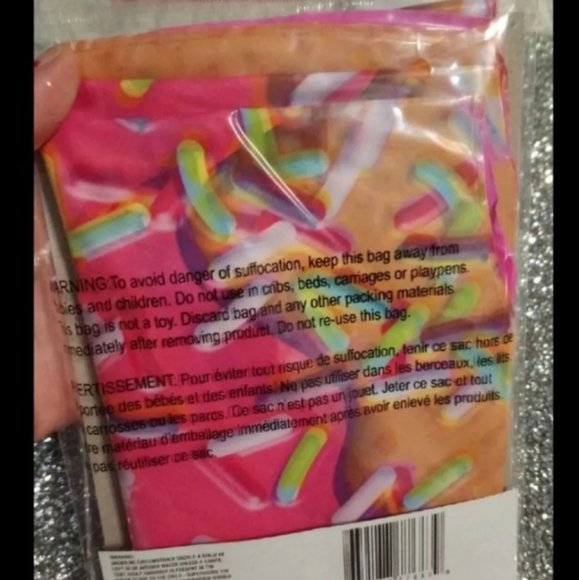 WARNING: To avoid danger of suffocation, keep this bag away from
babies and children. Do not use in cribs, beds, carriages or playpens.
This bag is not a toy. Discard bag and any other packing materials
immediately after removing product. Do not re-use this bag.
AVERTISSEMENT: Pour éviter tout risque de suffocation, tenir ce sac hors de
portée des bébés et des enfants. Ne pas utiliser dans les berceaux, les lits,
carrosses ou les parcs. Ce sac n'est pas un jouet. Jeter ce sac et tout
matériau d'emballage immédiatement après avoir enlevé les produits.
pas réutiliser ce sac.
WARNING: